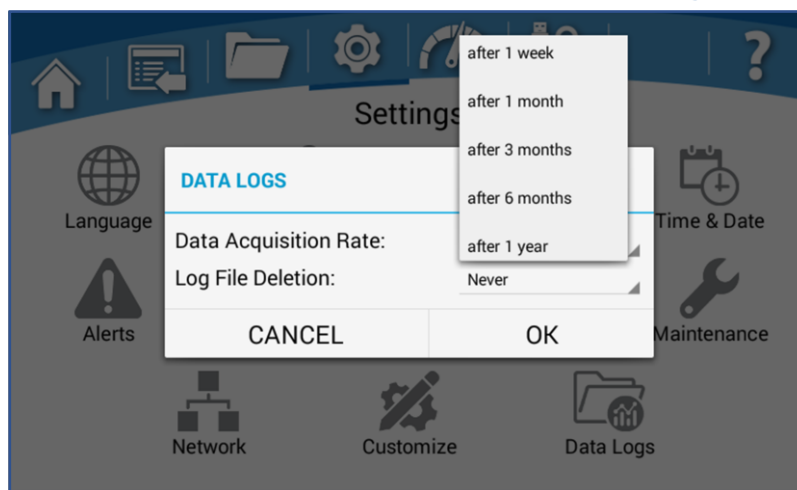 ?
Settings
after 1 week
after 1 month
after 3 months
after 6 months
after 1 year
DATA LOGS
Language
Time & Date
Data Acquisition Rate:
Log File Deletion:
Never
Alerts
CANCEL
OK
Maintenance
Network
Customize
Data Logs